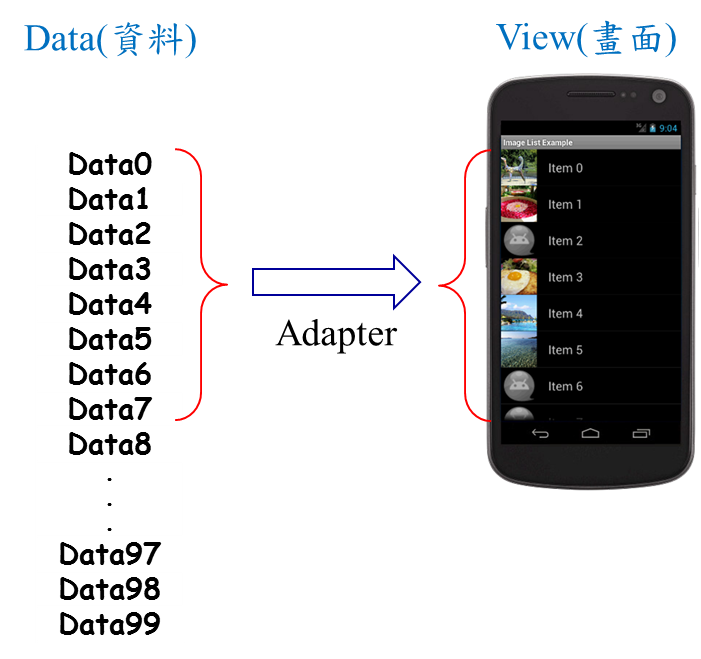 Data(資料)
View(畫面)
Data0
Data1
Data2
Data3
Data4
Data5
Data6
Data7
Data8
.
.
.
Data97
Data98
Data99
Adapter
9:04
Image List Example
Item 0
Item 1
Item 2
Item 3
Item 4
Item 5
Item 6